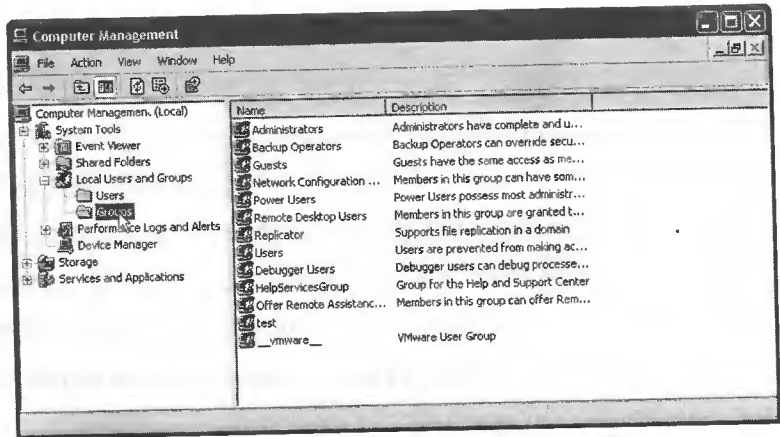 Computer Management
File Action View Window Help
Computer Managemen. (Local)
System Tools
Event Viewer
Shared Folders
Local Users and Groups
Users
Groups
Performance Logs and Alerts
Device Manager
Storage
Services and Applications
Name Description
Administrators Administrators have complete and u...
Backup Operators Backup Operators can override secu...
Guests Guests have the same access as me...
Network Configuration ... Members in this group can have som...
Power Users Power Users possess most administr...
Remote Desktop Users Members in this group are granted t...
Replicator Supports file replication in a domain
Users Users are prevented from making ac...
Debugger Users Debugger users can debug processe...
HelpServicesGroup Group for the Help and Support Center
Offer Remote Assistanc... Members in this group can offer Rem...
test
__vmware__ VMware User Group